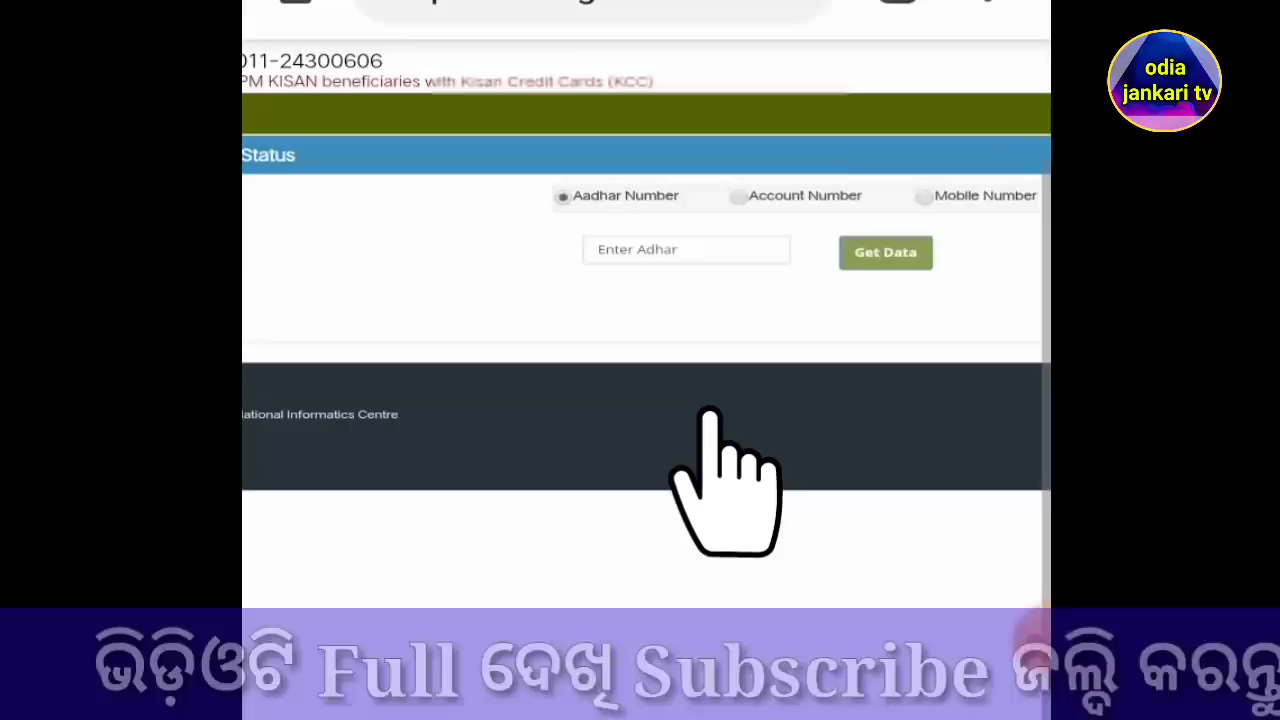 011-24300606
PM KISAN beneficiaries with Kisan Credit Cards (KCC)
odia
jankari tv
Status
Aadhar Number Account Number Mobile Number
Enter Adhar Get Data
National Informatics Centre
ଭିଡ଼ିଓଟି Full ଦେଖି Subscribe ଜଲ୍ଦି କରନ୍ତୁ